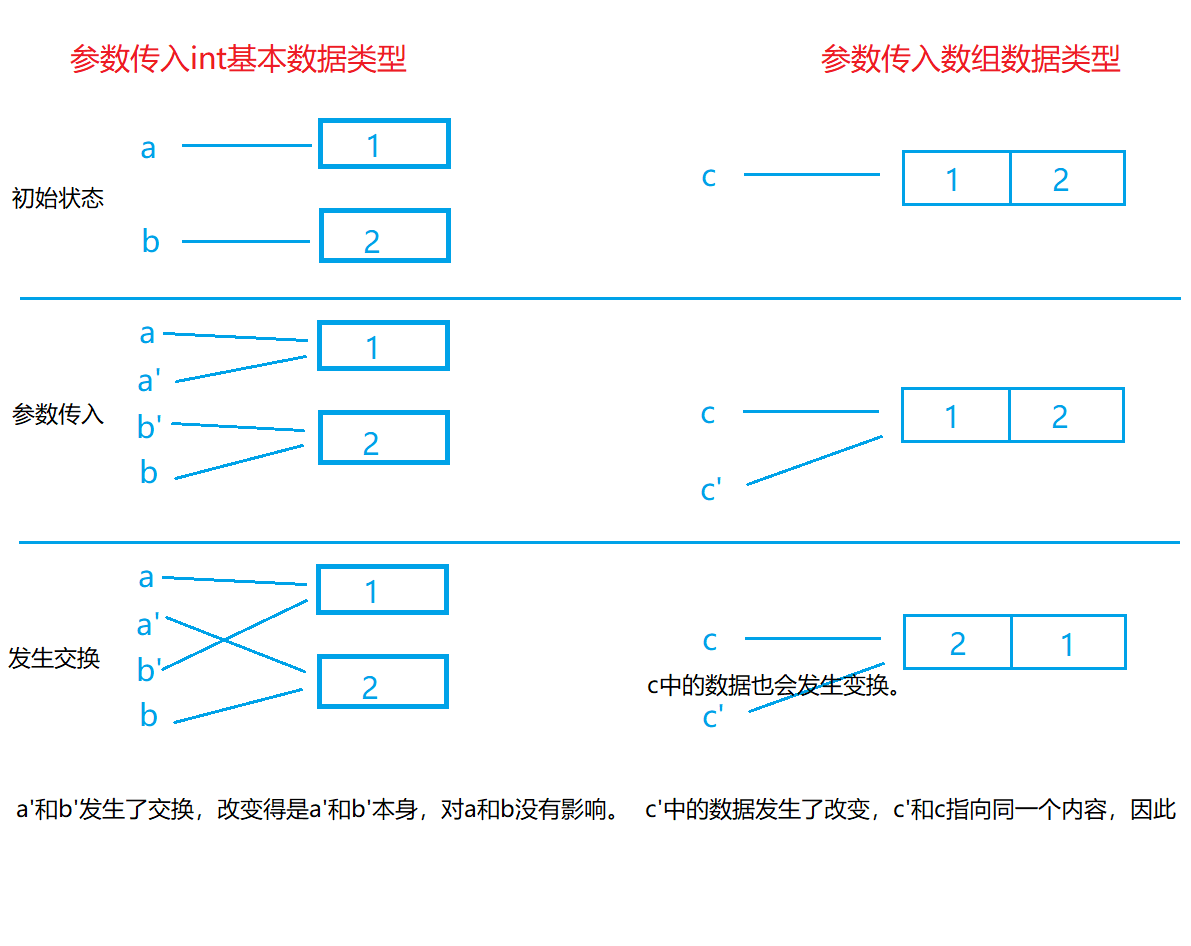 参数传入int基本数据类型
参数传入数组数据类型
a
1
初始状态
b
2
c
1 2
a
a'
b'
b
1
2
参数传入
c
c'
1 2
a
a'
b'
b
1
2
发生交换
c
2 1
c中的数据也会发生变换。
c'
a'和b'发生了交换，改变得是a'和b'本身，对a和b没有影响。
c'中的数据发生了改变，c'和c指向同一个内容，因此